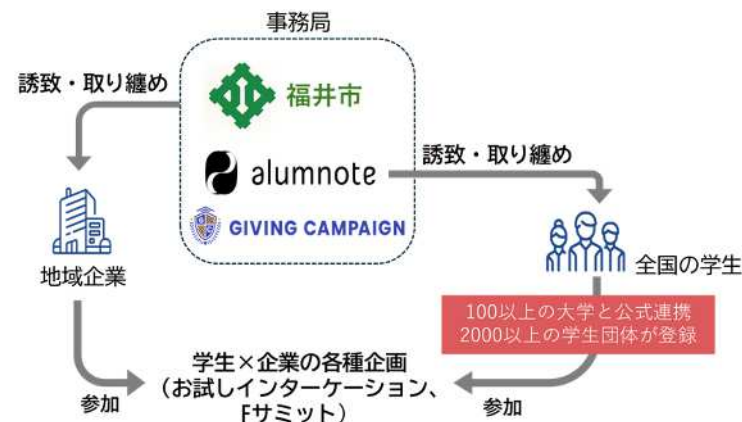 事務局
誘致・取り纏め
福井市
alumnote
誘致・取り纏め
GIVING CAMPAIGN
地域企業
全国の学生
100以上の大学と公式連携
2000以上の学生団体が登録
学生×企業の各種企画
(お試しインターケーション、
Fサミット)
参加
参加